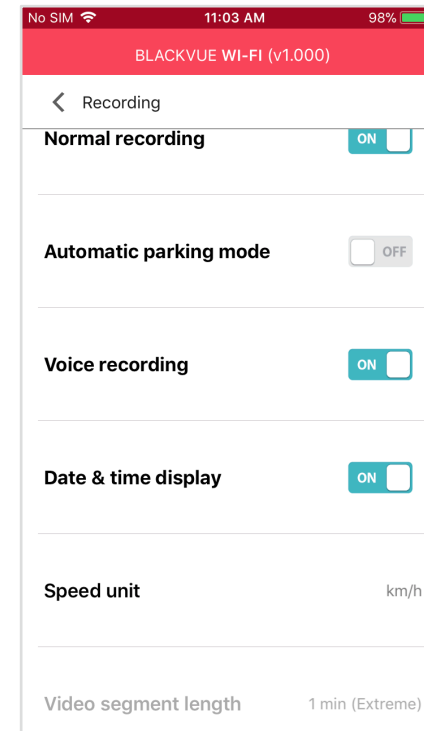 No SIM 11:03 AM 98%
BLACKVUE WI-FI (v1.000)
Recording
Normal recording ON
Automatic parking mode OFF
Voice recording ON
Date & time display ON
Speed unit km/h
Video segment length 1 min (Extreme)